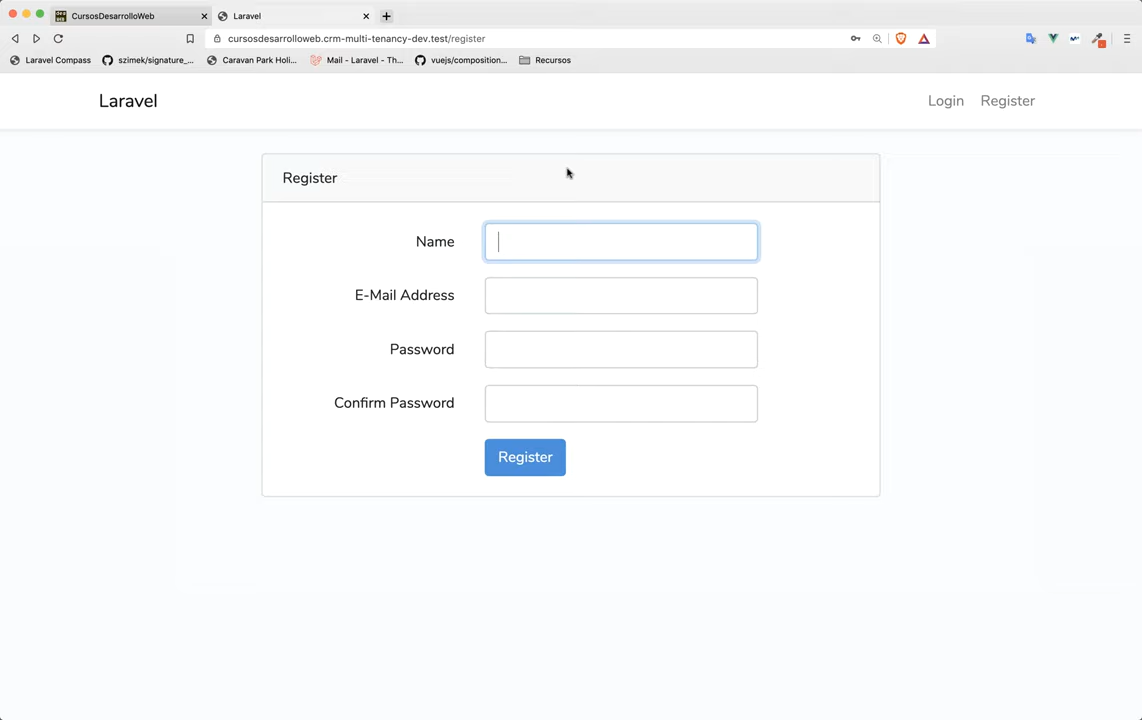 CursosDesarrolloWeb
Laravel
cursosdesarrolloweb.crm-multi-tenancy-dev.test/register
Laravel Compass
szimek/signature_...
Caravan Park Holi...
Mail - Laravel - Th...
vuejs/composition...
Recursos
Laravel
Login
Register
Register
Name
E-Mail Address
Password
Confirm Password
Register